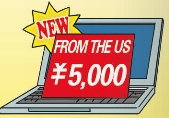 NEW
FROM THE US
¥5,000